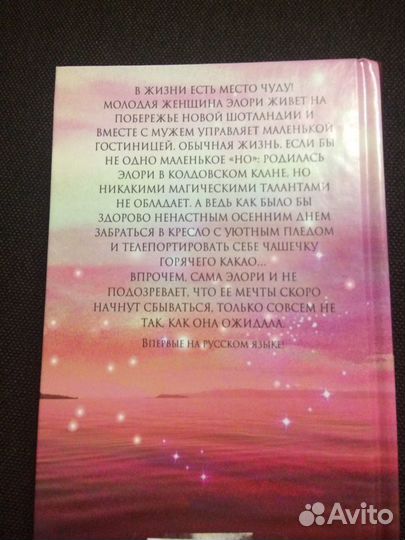 В ЖИЗНИ ЕСТЬ МЕСТО ЧУДУ!
МОЛОДАЯ ЖЕНЩИНА ЭЛОРИ ЖИВЕТ НА
ПОБЕРЕЖЬЕ НОВОЙ ШОТЛАНДИИ И
ВМЕСТЕ С МУЖЕМ УПРАВЛЯЕТ МАЛЕНЬКОЙ
ГОСТИНИЦЕЙ. ОБЫЧНАЯ ЖИЗНЬ, ЕСЛИ БЫ
НЕ ОДНО МАЛЕНЬКОЕ «НО»: РОДИЛАСЬ
ЭЛОРИ В КОЛДОВСКОМ КЛАНЕ, НО
НИКАКИМИ МАГИЧЕСКИМИ ТАЛАНТАМИ
НЕ ОБЛАДАЕТ. А ВЕДЬ КАК БЫЛО БЫ
ЗДОРОВО НЕНАСТНЫМ ОСЕННИМ ДНЕМ
ЗАБРАТЬСЯ В КРЕСЛО С УЮТНЫМ ПЛЕДОМ
И ТЕЛЕПОРТИРОВАТЬ СЕБЕ ЧАШЕЧКУ
ГОРЯЧЕГО КАКАО...
ВПРОЧЕМ, САМА ЭЛОРИ И НЕ
ПОДОЗРЕВАЕТ, ЧТО ЕЕ МЕЧТЫ СКОРО
НАЧНУТ СБЫВАТЬСЯ, ТОЛЬКО СОВСЕМ НЕ
ТАК, КАК ОНА ОЖИДАЛА.
ВПЕРВЫЕ НА РУССКОМ ЯЗЫКЕ!
Avito